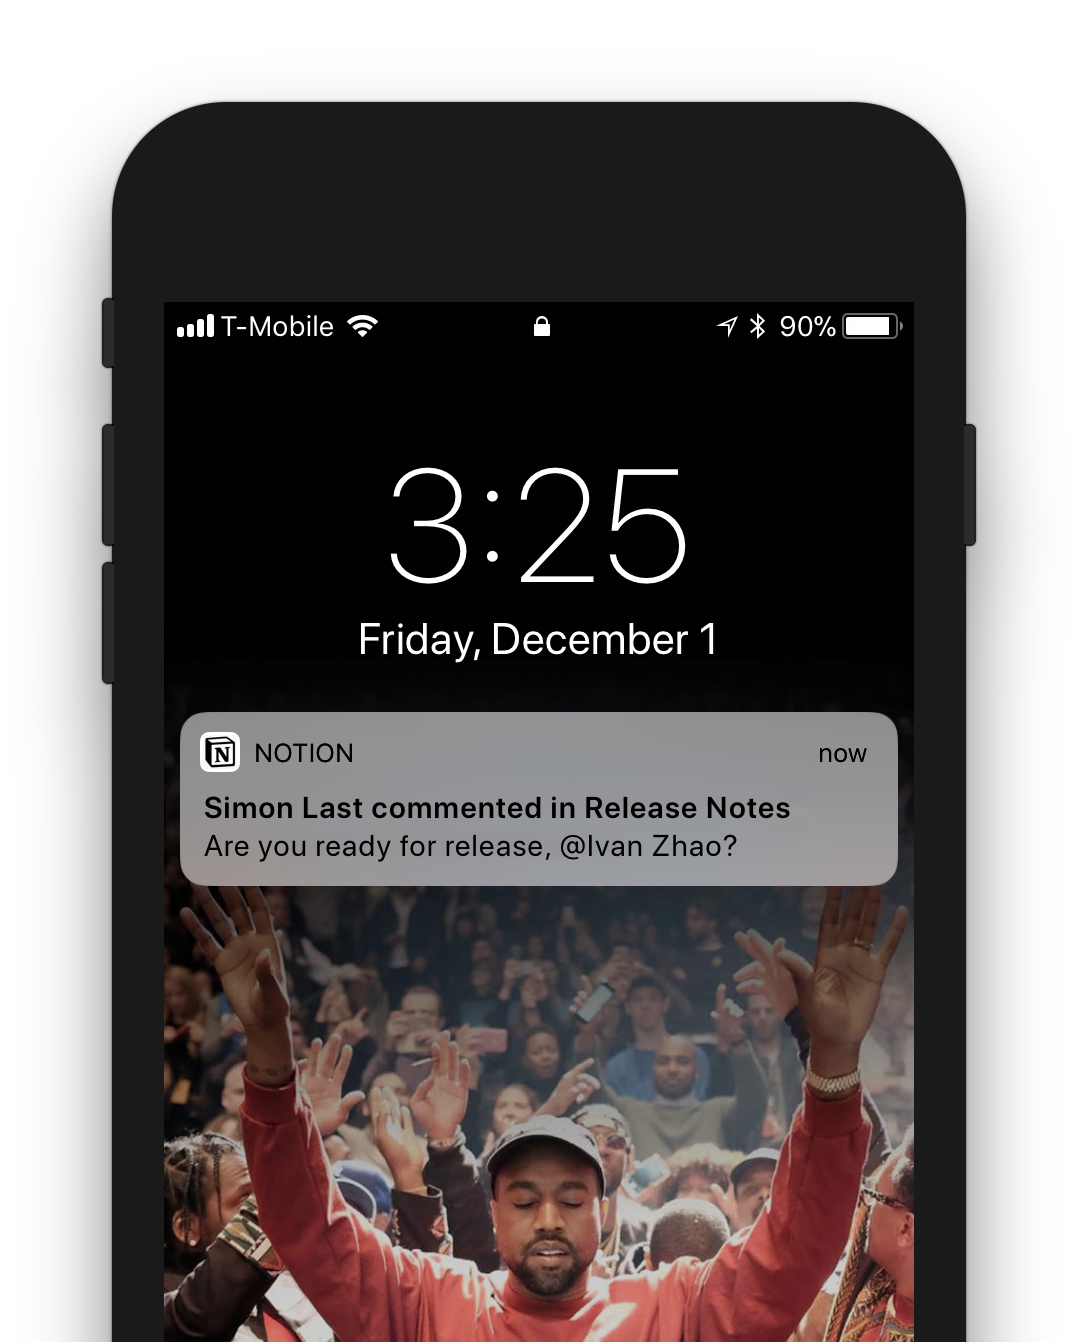 T-Mobile 90%
3:25
Friday, December 1
N NOTION now
Simon Last commented in Release Notes
Are you ready for release, @Ivan Zhao?